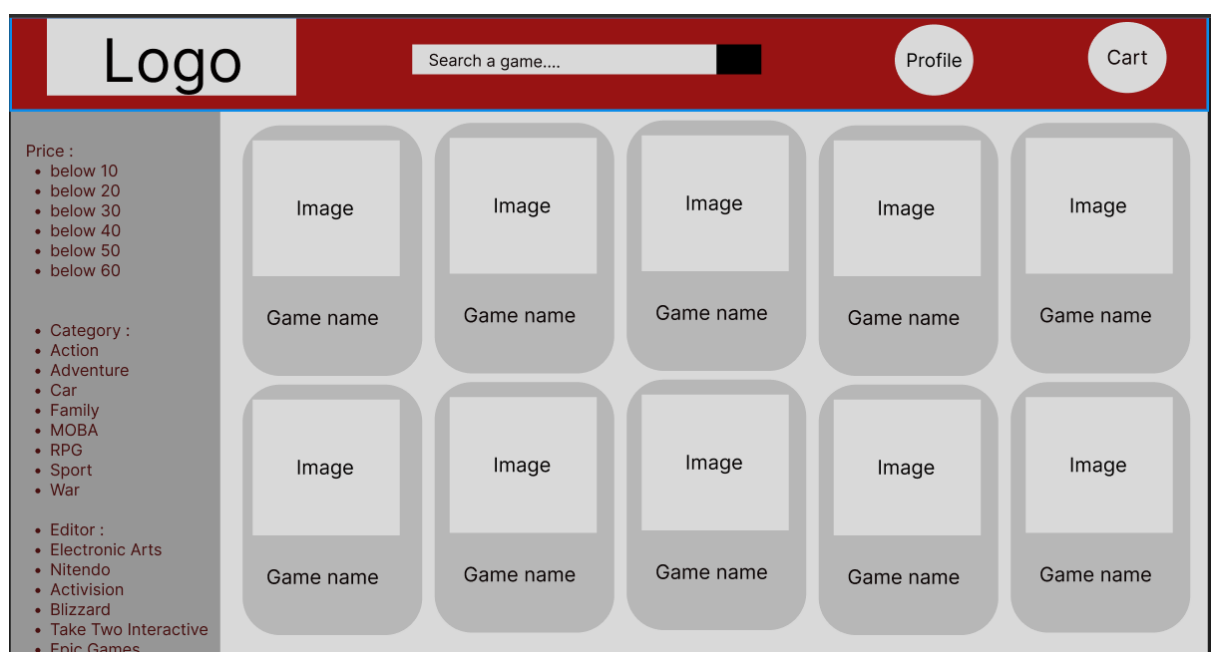 Logo
Search a game....
Profile
Cart
Price :
• below 10
• below 20
• below 30
• below 40
• below 50
• below 60
• Category :
• Action
• Adventure
• Car
• Family
• MOBA
• RPG
• Sport
• War
• Editor :
• Electronic Arts
• Nitendo
• Activision
• Blizzard
• Take Two Interactive
• Epic Games
Image
Image
Image
Image
Image
Game name
Game name
Game name
Game name
Game name
Image
Image
Image
Image
Image
Game name
Game name
Game name
Game name
Game name